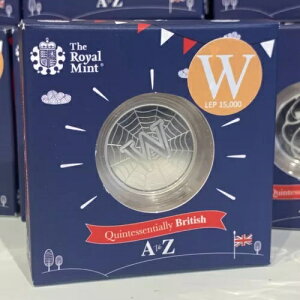 The
Royal
Mint®
A-Z
W
LEP 15,000
W
Quintessentially British
A to Z